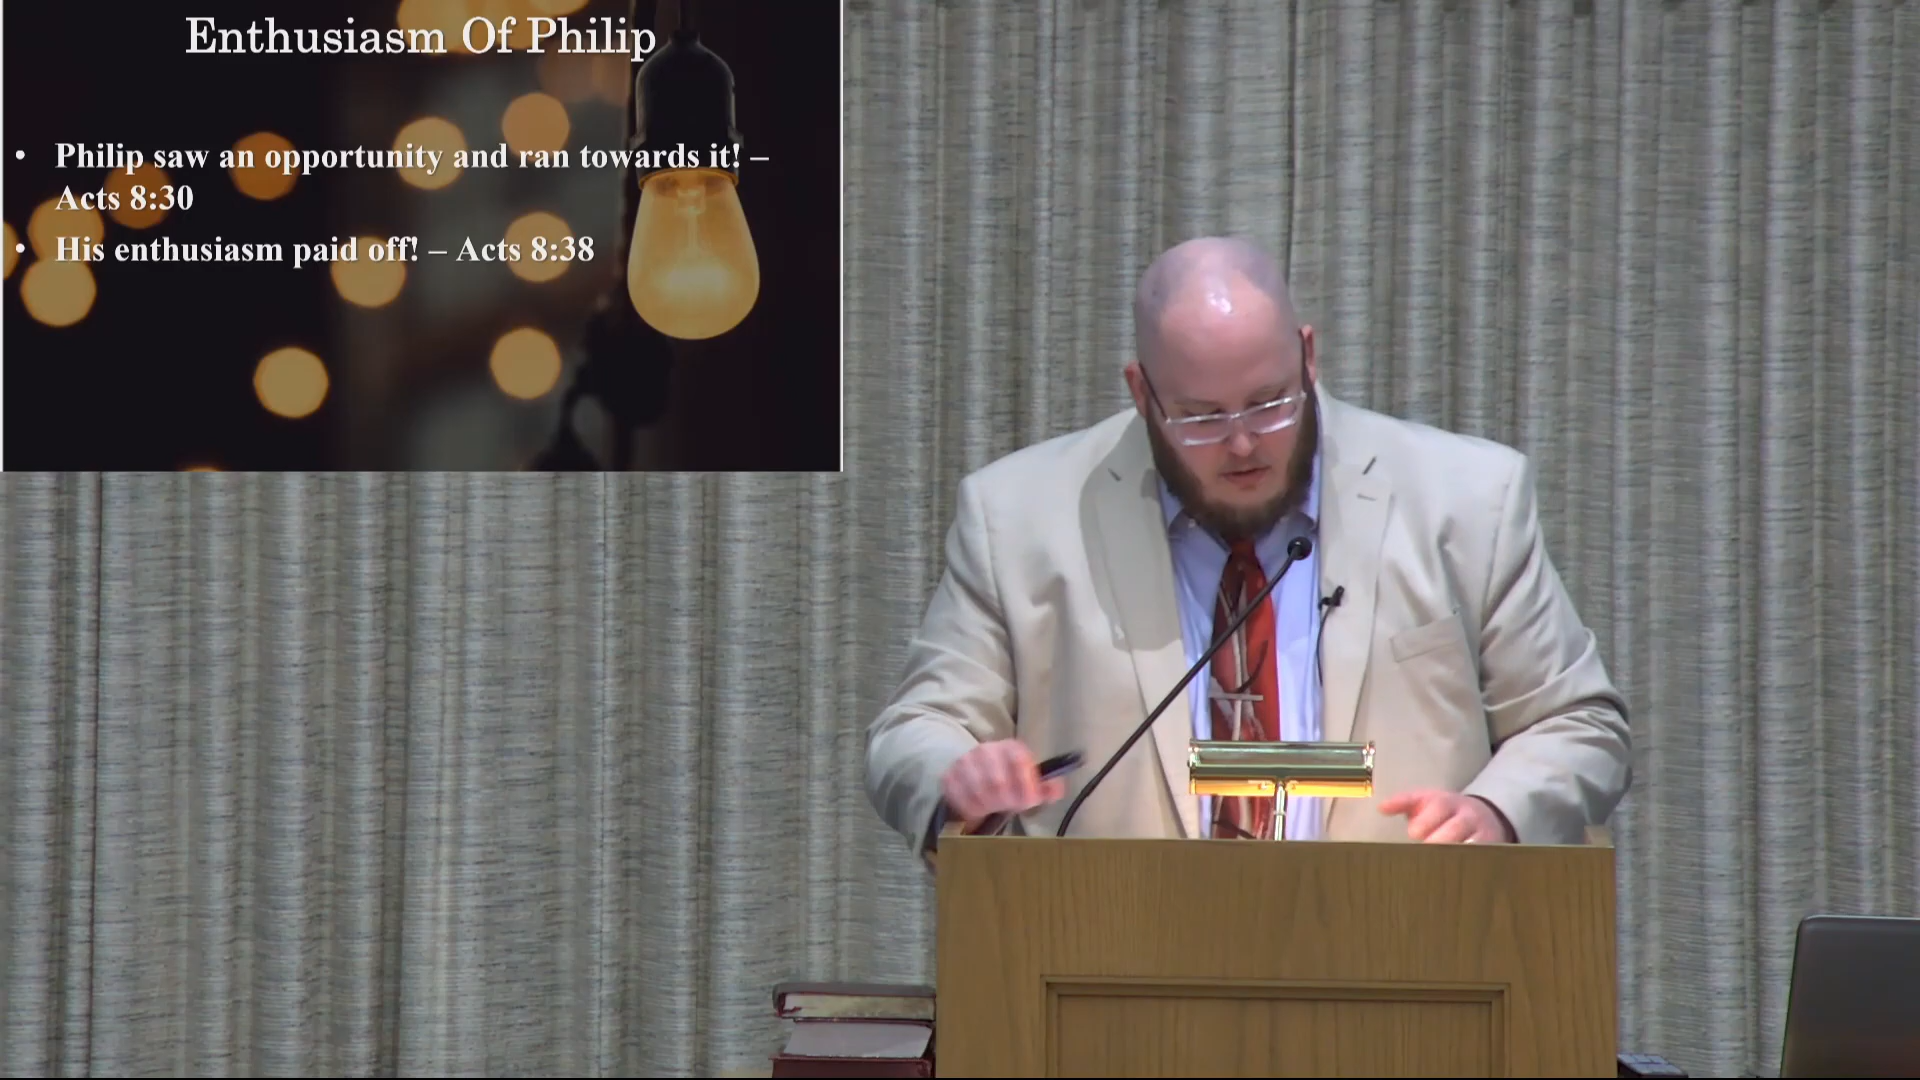 Enthusiasm Of Philip
• Philip saw an opportunity and ran towards it! –
Acts 8:30
• His enthusiasm paid off! – Acts 8:38